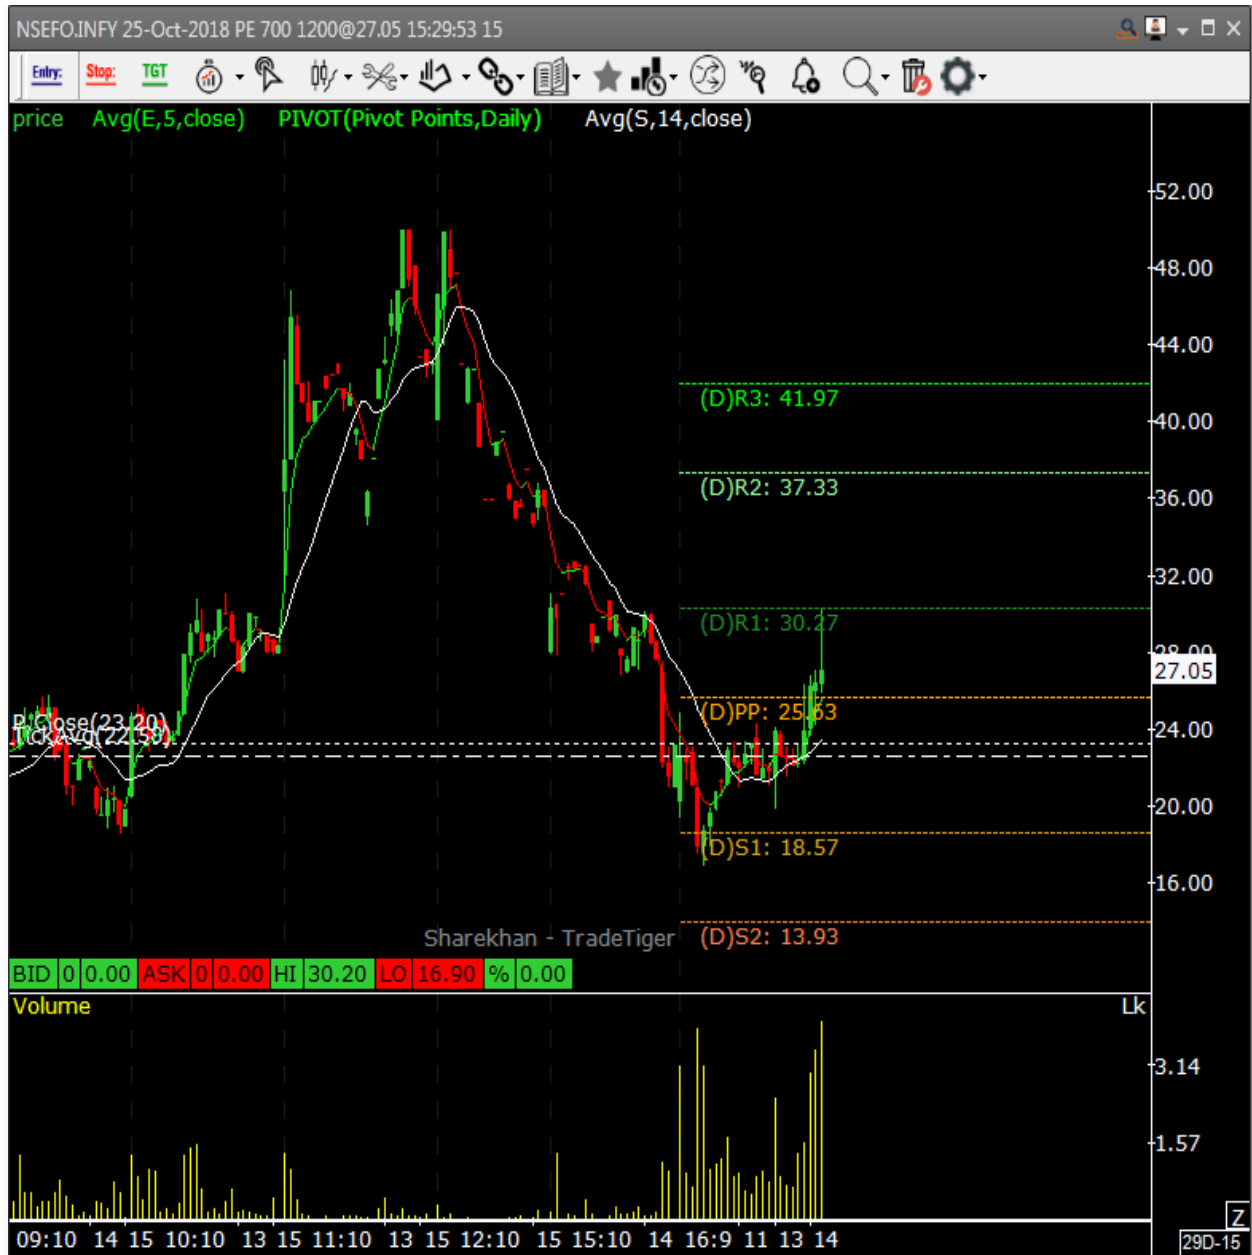 NSEFO.INFY 25-Oct-2018 PE 700 1200@27.05 15:29:53 15
Entry: Stop: TGT
price Avg(E,5,close) PIVOT(Pivot Points,Daily) Avg(S,14,close)
52.00
48.00
44.00
(D)R3: 41.97
40.00
(D)R2: 37.33
36.00
32.00
(D)R1: 30.27
28.00
27.05
(D)PP: 25.63
P.Close(23.20)
24.00
TickAvg(22.58)
20.00
(D)S1: 18.57
16.00
Sharekhan - TradeTiger
(D)S2: 13.93
BID 0 0.00 ASK 0 0.00 HI 30.20 LO 16.90 % 0.00
Volume Lk
3.14
1.57
Z
09:10 14 15 10:10 13 15 11:10 13 15 12:10 15 15:10 14 16:9 11 13 14
29D-15